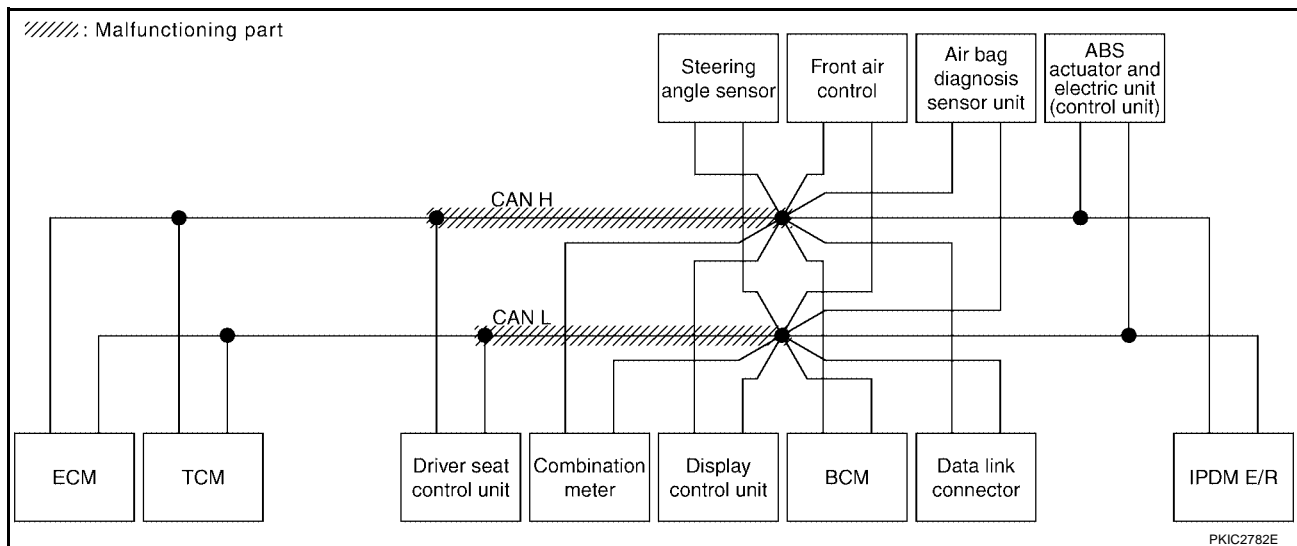 : Malfunctioning part
Steering
angle sensor
Front air
control
Air bag
diagnosis
sensor unit
ABS
actuator and
electric unit
(control unit)
CAN H
CAN L
ECM
TCM
Driver seat
control unit
Combination
meter
Display
control unit
BCM
Data link
connector
IPDM E/R
PKIC2782E